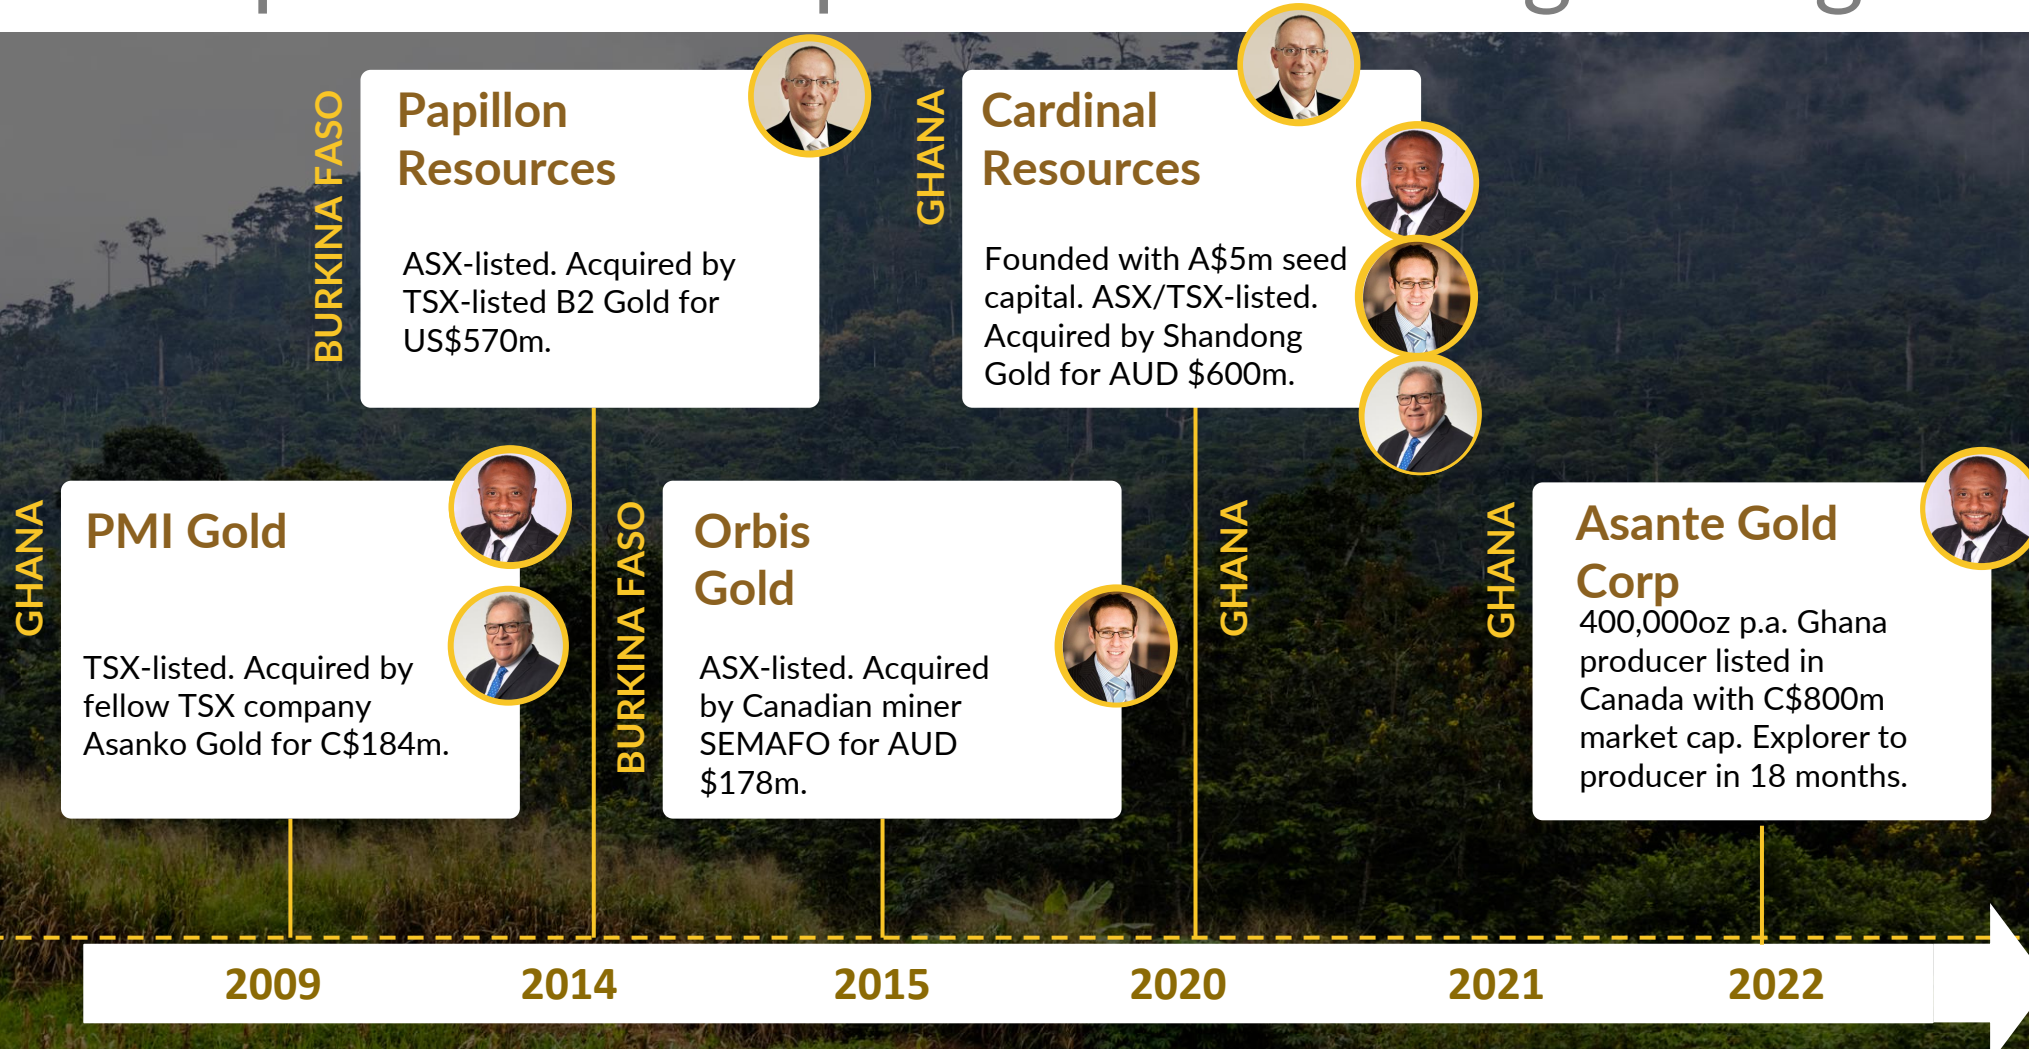 BURKINA FASO
Papillon
Resources
ASX-listed. Acquired by
TSX-listed B2 Gold for
US$570m.
GHANA
Cardinal
Resources
Founded with A$5m seed
capital. ASX/TSX-listed.
Acquired by Shandong
Gold for AUD $600m.
GHANA
PMI Gold
TSX-listed. Acquired by
fellow TSX company
Asanko Gold for C$184m.
BURKINA FASO
Orbis
Gold
ASX-listed. Acquired
by Canadian miner
SEMAFO for AUD
$178m.
GHANA
GHANA
Asante Gold
Corp
400,000oz p.a. Ghana
producer listed in
Canada with C$800m
market cap. Explorer to
producer in 18 months.
2009
2014
2015
2020
2021
2022